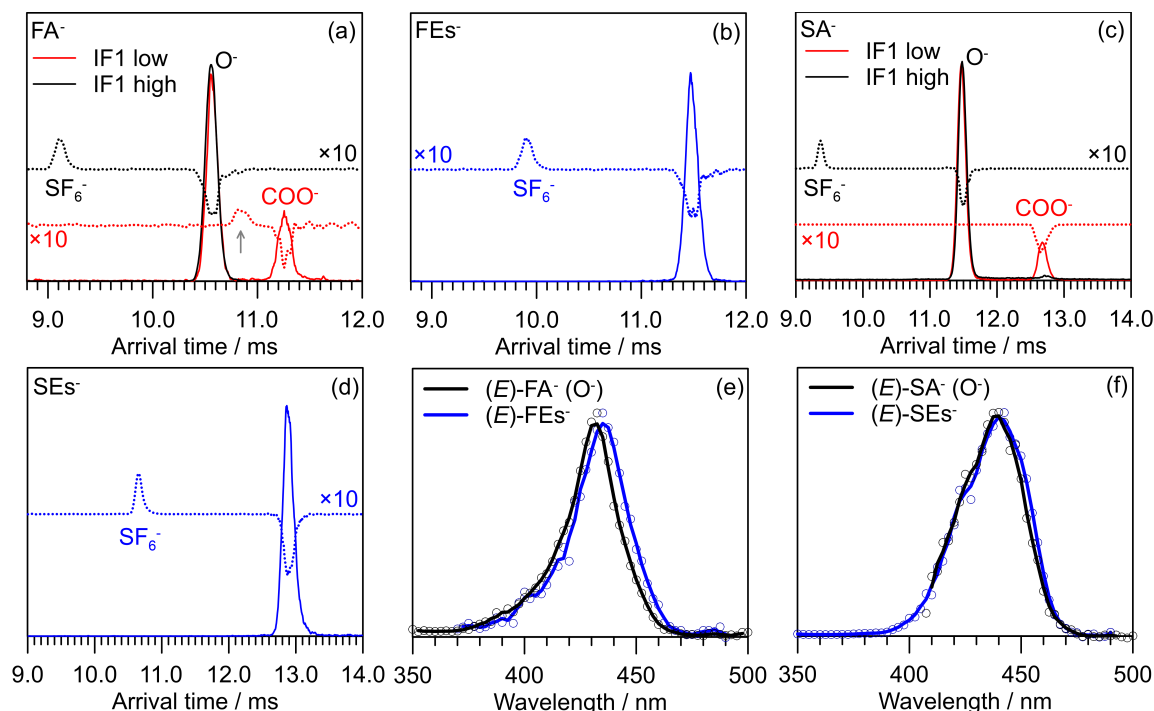 FA⁻ (a)
IF1 low
IF1 high
O⁻
×10
SF₆⁻
COO⁻
×10
9.0 10.0 11.0 12.0
Arrival time / ms
FEs⁻ (b)
×10
SF₆⁻
9.0 10.0 11.0 12.0
Arrival time / ms
SA⁻ (c)
IF1 low
IF1 high
O⁻
×10
SF₆⁻
COO⁻
×10
9.0 10.0 11.0 12.0 13.0 14.0
Arrival time / ms
SEs⁻ (d)
×10
SF₆⁻
9.0 10.0 11.0 12.0 13.0 14.0
Arrival time / ms
(E)-FA⁻ (O⁻) (e)
(E)-FEs⁻
350 400 450 500
Wavelength / nm
(E)-SA⁻ (O⁻) (f)
(E)-SEs⁻
350 400 450 500
Wavelength / nm